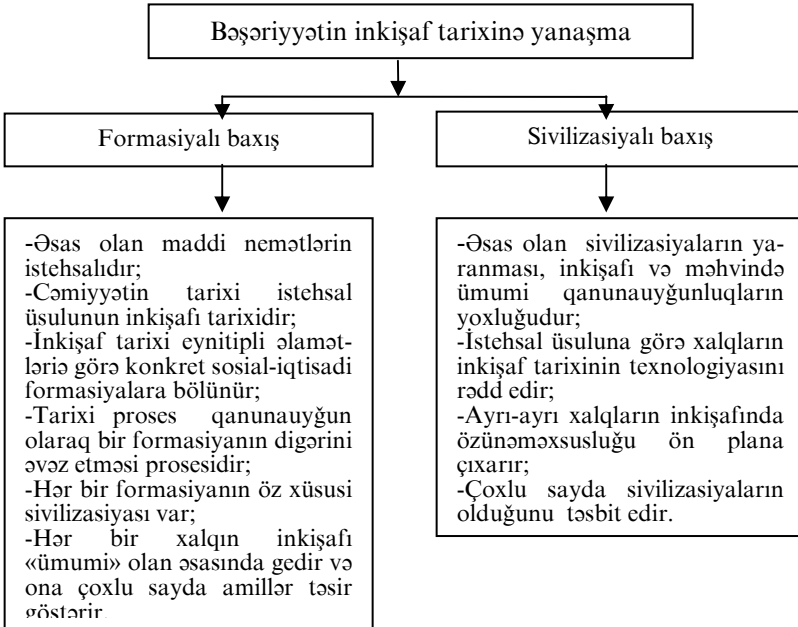 Bəşəriyyətin inkişaf tarixinə yanaşma
Formasiyalı baxış
Sivilizasiyalı baxış
-Əsas olan maddi nemətlərin
istehsalıdır;
-Cəmiyyətin tarixi istehsal
üsulunun inkişafı tarixidir;
-İnkişaf tarixi eynitipli əlamət-
ləriə görə konkret sosial-iqtisadi
formasiyalara bölünür;
-Tarixi proses qanunauyğun
olaraq bir formasiyanın digərini
əvəz etməsi prosesidir;
-Hər bir formasiyanın öz xüsusi
sivilizasiyası var;
-Hər bir xalqın inkişafı
«ümumi» olan əsasında gedir və
ona çoxlu sayda amillər təsir
göstərir.
-Əsas olan sivilizasiyaların ya-
ranması, inkişafı və məhvində
ümumi qanunauyğunluqların
yoxluğudur;
-İstehsal üsuluna görə xalqların
inkişaf tarixinin texnologiyasını
rədd edir;
-Ayrı-ayrı xalqların inkişafında
özünəməxsusluğu ön plana
çıxarır;
-Çoxlu sayda sivilizasiyaların
olduğunu təsbit edir.